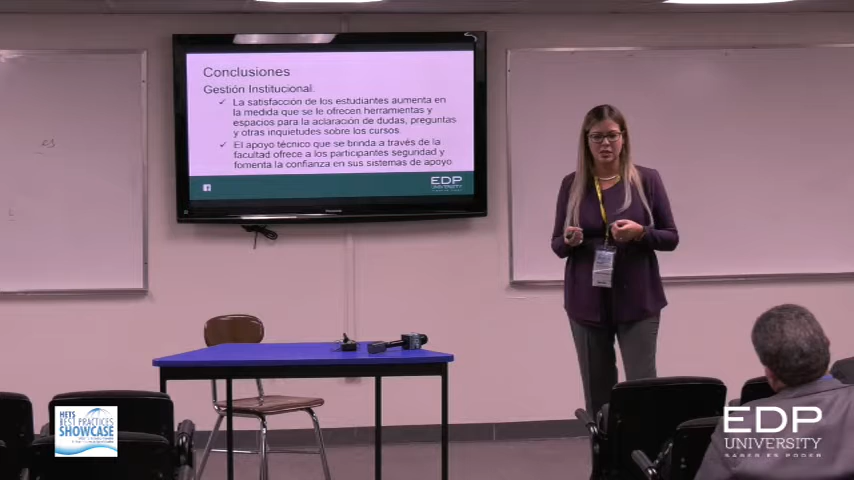 Conclusiones
Gestión Institucional:
✓ La satisfacción de los estudiantes aumenta en
la medida que se le ofrecen herramientas y
espacios para la aclaración de dudas, preguntas
y otras inquietudes sobre los cursos.
✓ El apoyo técnico que se brinda a través de la
facultad ofrece a los participantes seguridad y
fomenta la confianza en sus sistemas de apoyo.
EDP
UNIVERSITY
HETS
BEST PRACTICES
SHOWCASE
EDP
UNIVERSITY
SABER ES PODER